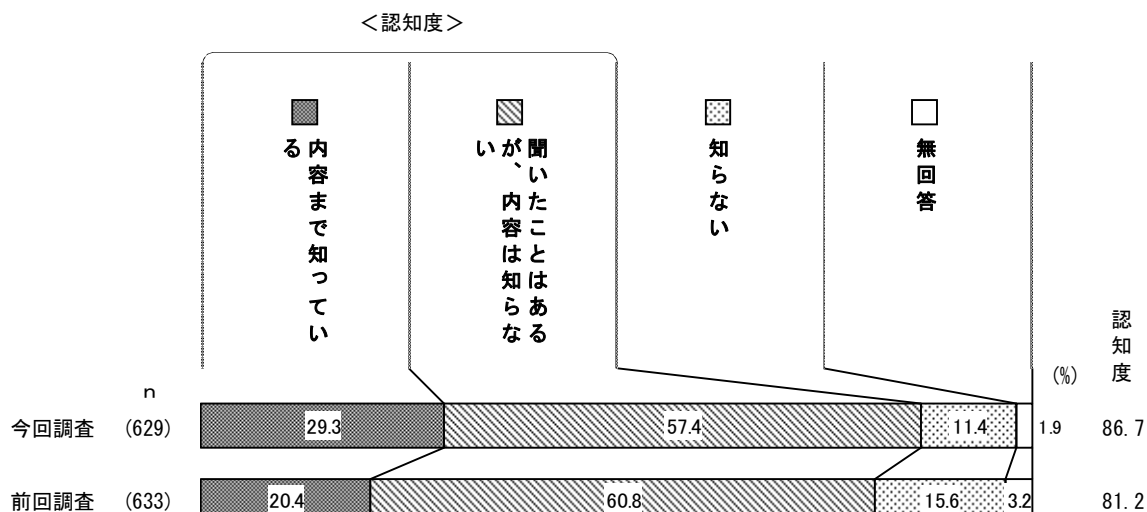 ＜認知度＞
内容まで知ってい
る
聞いたことはある
が、内容は知らな
い
知らない
無回答
(%)
認知度
n
今回調査 (629) 29.3 57.4 11.4 1.9 86.7
前回調査 (633) 20.4 60.8 15.6 3.2 81.2